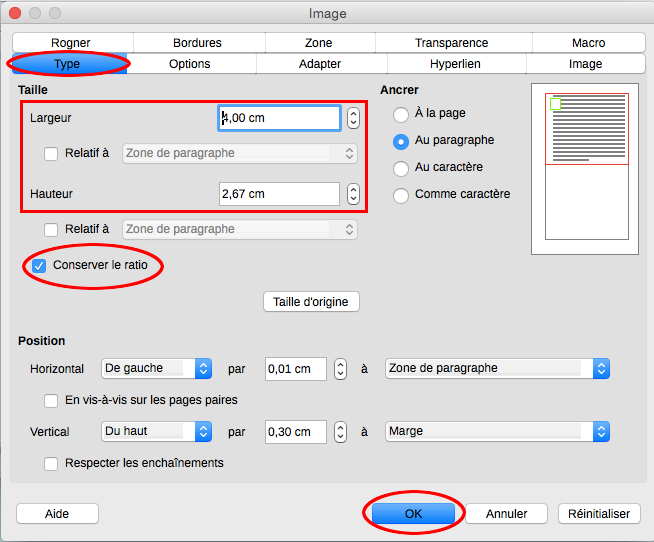 Image
Rogner Bordures Zone Transparence Macro
Type Options Adapter Hyperlien Image
Taille Ancrer
Largeur 4,00 cm À la page
Relatif à Zone de paragraphe Au paragraphe
Au caractère
Hauteur 2,67 cm Comme caractère
Relatif à Zone de paragraphe
Conserver le ratio
Taille d'origine
Position
Horizontal De gauche par 0,01 cm à Zone de paragraphe
En vis-à-vis sur les pages paires
Vertical Du haut par 0,30 cm à Marge
Respecter les enchaînements
Aide OK Annuler Réinitialiser